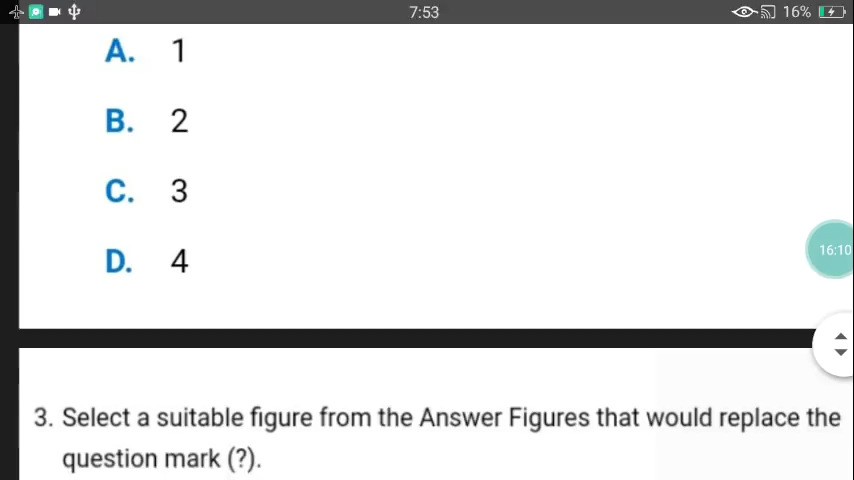 7:53
16%
A. 1
B. 2
C. 3
D. 4
16:10
3. Select a suitable figure from the Answer Figures that would replace the
question mark (?).